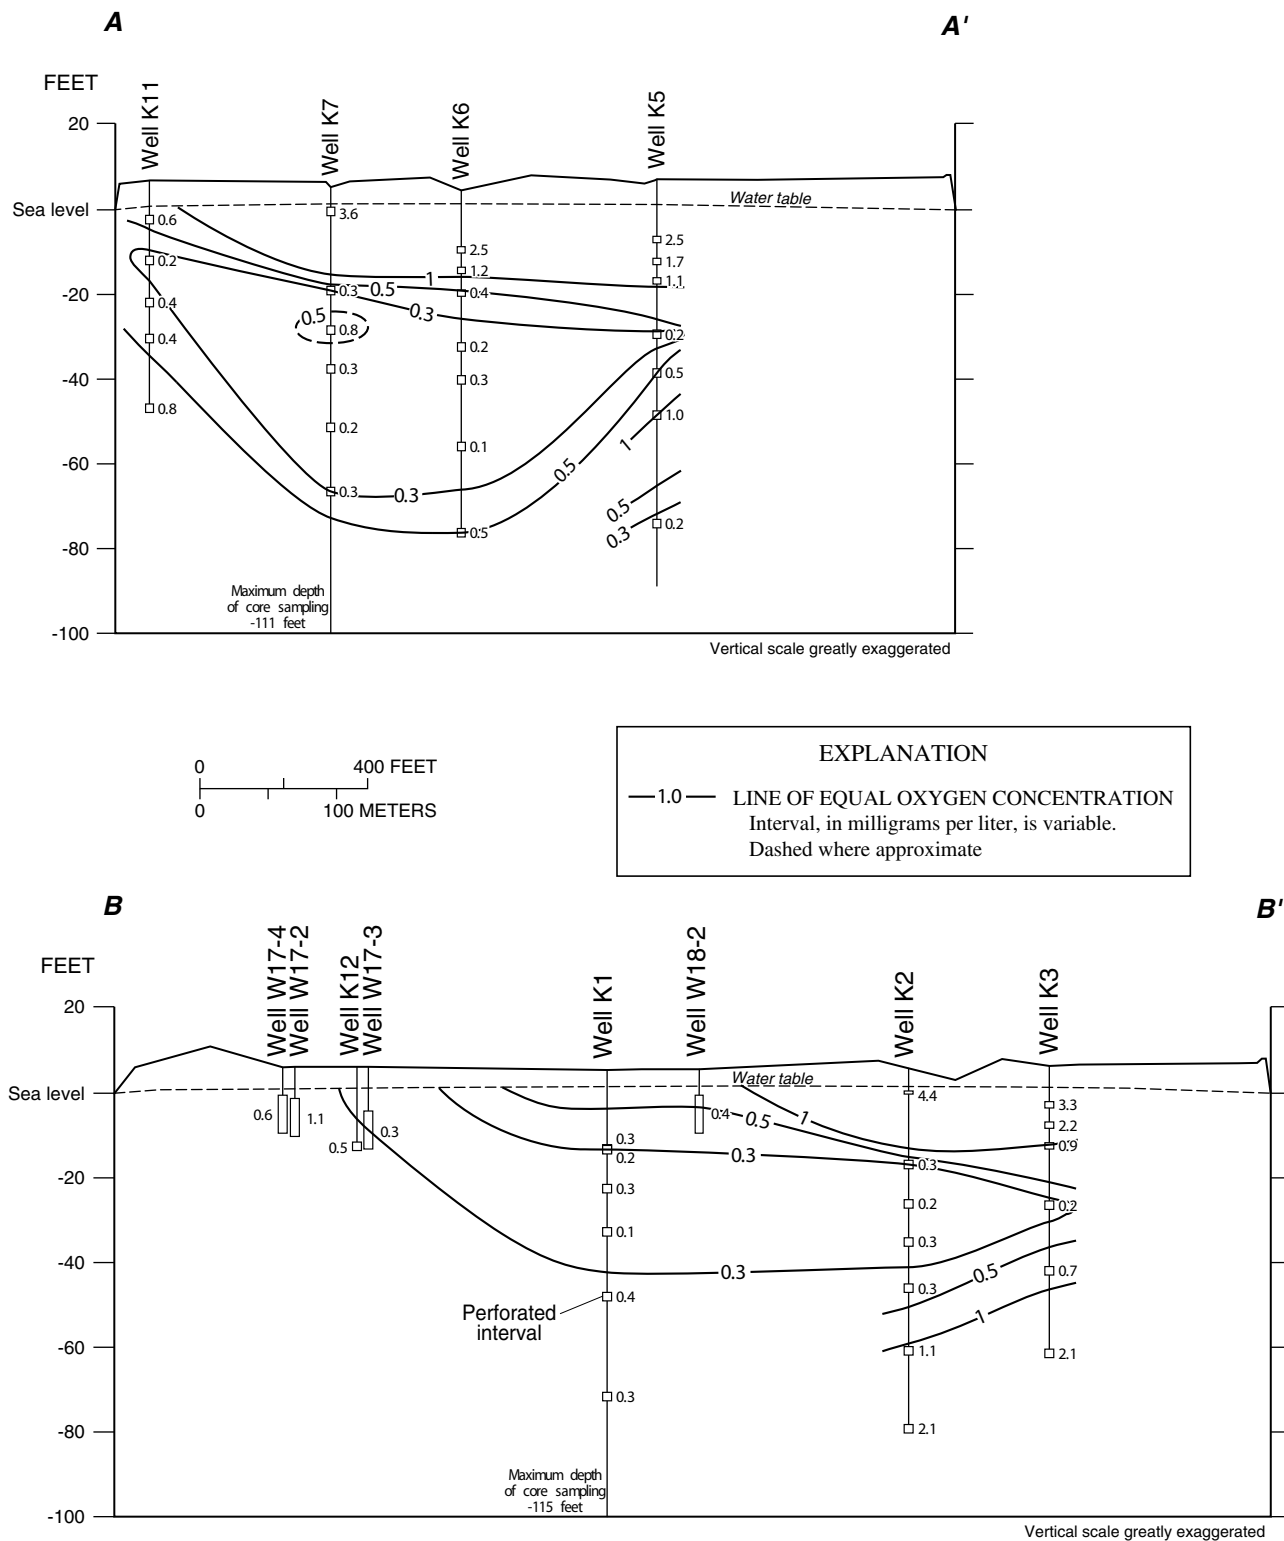 A
A'
FEET
Well K11
Well K7
Well K6
Well K5
20
Sea level
-20
-40
-60
-80
-100
Water table
0.6
0.2
0.4
0.4
0.8
3.6
0.3
0.8
0.3
0.2
0.3
2.5
1.2
0.4
0.2
0.3
0.1
0.5
2.5
1.7
1.1
0.2
0.5
1.0
0.2
1
0.5
0.3
0.5
0.3
0.5
1
0.5
0.3
Maximum depth
of core sampling
-111 feet
Vertical scale greatly exaggerated
0
400 FEET
0
100 METERS
EXPLANATION
1.0
LINE OF EQUAL OXYGEN CONCENTRATION
Interval, in milligrams per liter, is variable.
Dashed where approximate
B
B'
FEET
Well W17-4
Well W17-2
Well K12
Well W17-3
Well K1
Well W18-2
Well K2
Well K3
20
Sea level
-20
-40
-60
-80
-100
Water table
0.6
1.1
0.5
0.3
0.3
0.2
0.3
0.1
0.4
0.3
0.4
4.4
0.3
0.2
0.3
0.3
1.1
2.1
3.3
2.2
0.9
0.2
0.7
2.1
1
0.5
0.3
0.3
0.5
1
Perforated
interval
Maximum depth
of core sampling
-115 feet
Vertical scale greatly exaggerated